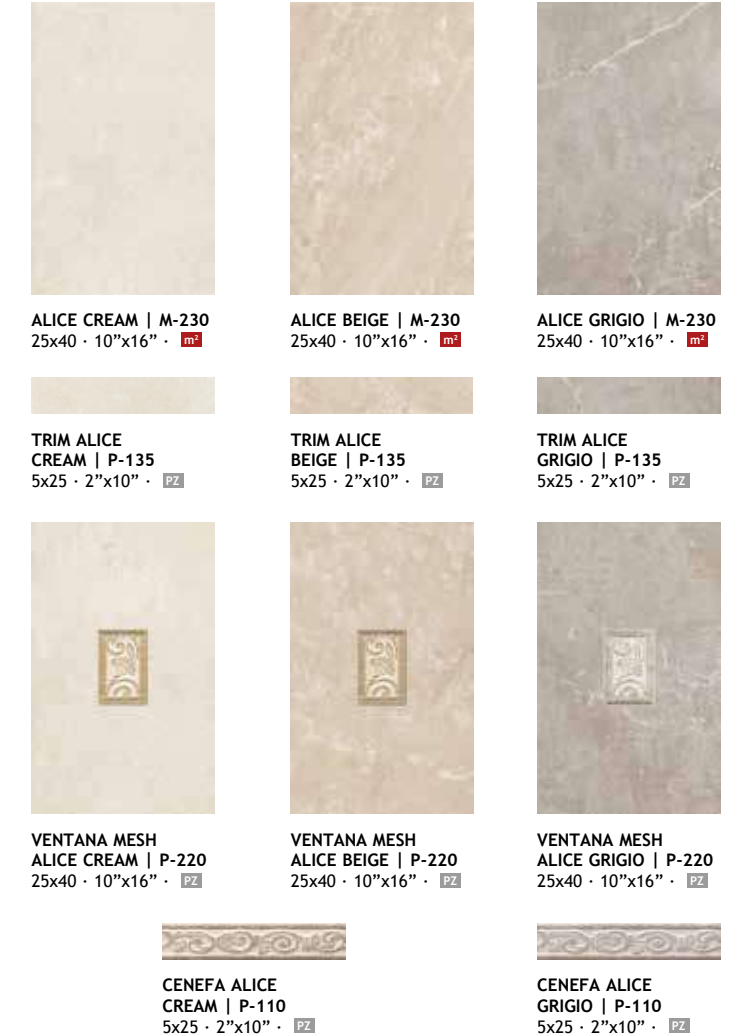 ALICE CREAM | M-230
25x40 · 10”x16” · m²
ALICE BEIGE | M-230
25x40 · 10”x16” · m²
ALICE GRIGIO | M-230
25x40 · 10”x16” · m²
TRIM ALICE
CREAM | P-135
5x25 · 2”x10” · PZ
TRIM ALICE
BEIGE | P-135
5x25 · 2”x10” · PZ
TRIM ALICE
GRIGIO | P-135
5x25 · 2”x10” · PZ
VENTANA MESH
ALICE CREAM | P-220
25x40 · 10”x16” · PZ
VENTANA MESH
ALICE BEIGE | P-220
25x40 · 10”x16” · PZ
VENTANA MESH
ALICE GRIGIO | P-220
25x40 · 10”x16” · PZ
CENEFA ALICE
CREAM | P-110
5x25 · 2”x10” · PZ
CENEFA ALICE
GRIGIO | P-110
5x25 · 2”x10” · PZ